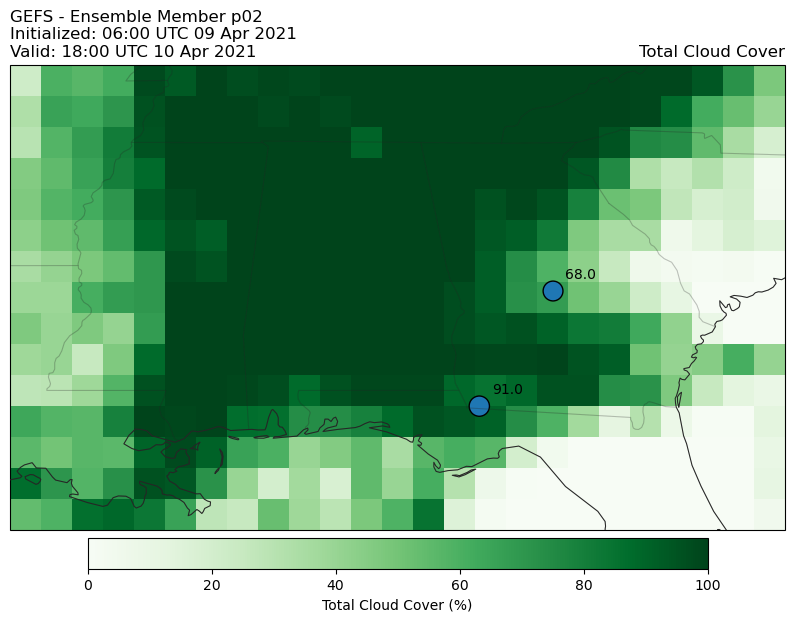 GEFS - Ensemble Member p02
Initialized: 06:00 UTC 09 Apr 2021
Valid: 18:00 UTC 10 Apr 2021
Total Cloud Cover
68.0
91.0
0 20 40 60 80 100
Total Cloud Cover (%)